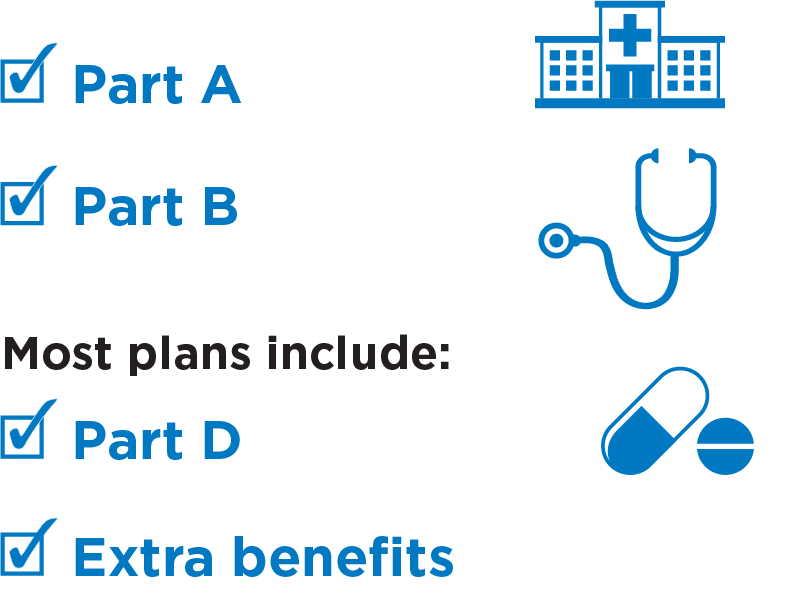 Part A
Part B
Most plans include:
Part D
Extra benefits